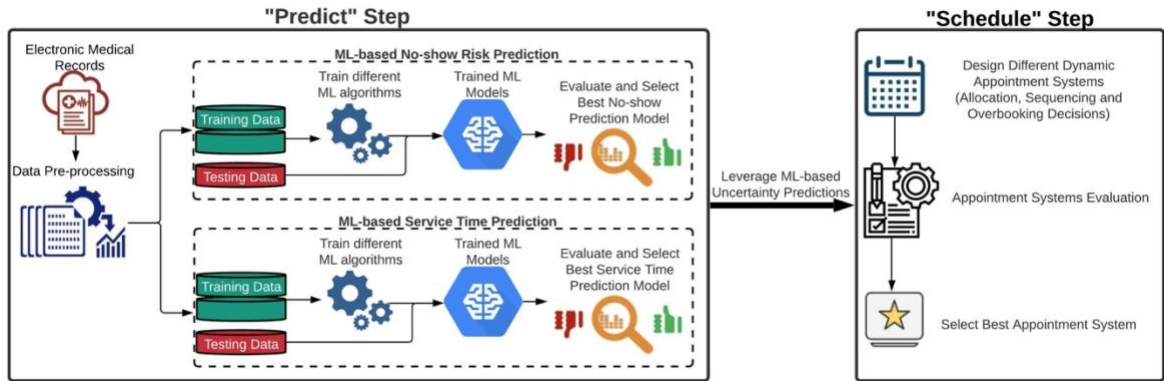 "Predict" Step
Electronic Medical
Records
Data Pre-processing
ML-based No-show Risk Prediction
Train different
ML algorithms
Trained ML
Models
Evaluate and Select
Best No-show
Prediction Model
Training Data
Testing Data
ML-based Service Time Prediction
Train different
ML algorithms
Trained ML
Models
Evaluate and Select
Best Service Time
Prediction Model
Training Data
Testing Data
Leverage ML-based
Uncertainty Predictions
"Schedule" Step
Design Different Dynamic
Appointment Systems
(Allocation, Sequencing and
Overbooking Decisions)
Appointment Systems Evaluation
Select Best Appointment System